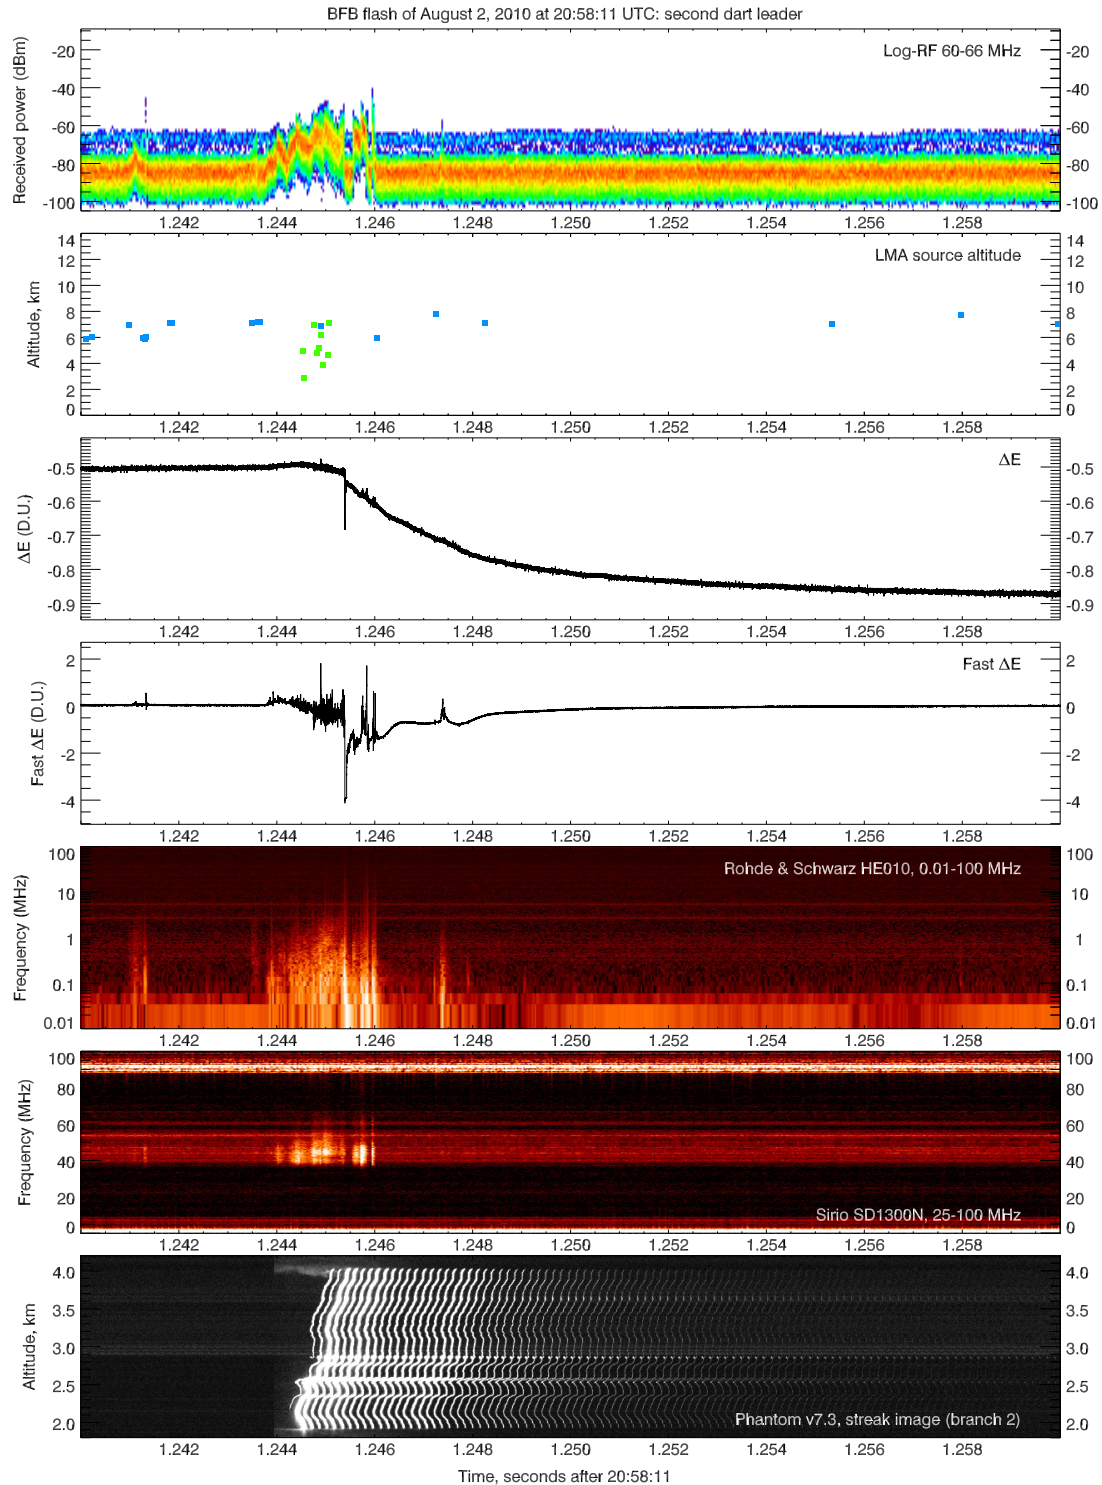 BFB flash of August 2, 2010 at 20:58:11 UTC: second dart leader
Log-RF 60-66 MHz
Received power (dBm)
-20 -20
-40 -40
-60 -60
-80 -80
-100 -100
1.242 1.244 1.246 1.248 1.250 1.252 1.254 1.256 1.258
LMA source altitude
Altitude, km
14 14
12 12
10 10
8 8
6 6
4 4
2 2
0 0
1.242 1.244 1.246 1.248 1.250 1.252 1.254 1.256 1.258
ΔE
ΔE (D.U.)
-0.5 -0.5
-0.6 -0.6
-0.7 -0.7
-0.8 -0.8
-0.9 -0.9
1.242 1.244 1.246 1.248 1.250 1.252 1.254 1.256 1.258
Fast ΔE
Fast ΔE (D.U.)
2 2
0 0
-2 -2
-4 -4
1.242 1.244 1.246 1.248 1.250 1.252 1.254 1.256 1.258
Rohde & Schwarz HE010, 0.01-100 MHz
Frequency (MHz)
100 100
10 10
1 1
0.1 0.1
0.01 0.01
1.242 1.244 1.246 1.248 1.250 1.252 1.254 1.256 1.258
Frequency (MHz)
100 100
80 80
60 60
40 40
20 20
0 0
Sirio SD1300N, 25-100 MHz
1.242 1.244 1.246 1.248 1.250 1.252 1.254 1.256 1.258
Altitude, km
4.0 4.0
3.5 3.5
3.0 3.0
2.5 2.5
2.0 2.0
Phantom v7.3, streak image (branch 2)
1.242 1.244 1.246 1.248 1.250 1.252 1.254 1.256 1.258
Time, seconds after 20:58:11